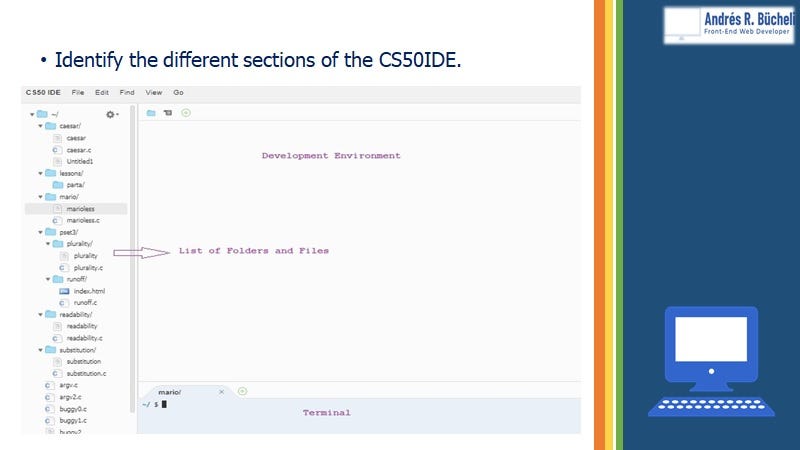 Andrés R. Bücheli
Front-End Web Developer
• Identify the different sections of the CS50IDE.
CS50 IDE File Edit Find View Go
~/
caesar/
caesar
caesar.c
Untitled1
lessons/
parta/
mario/
marioless
marioless.c
pset3/
plurality/
plurality
plurality.c
runoff/
index.html
runoff.c
readability/
readability
readability.c
substitution/
substitution
substitution.c
argv.c
argv2.c
buggy0.c
buggy1.c
buggy2
Development Environment
List of Folders and Files
mario/
~/ $
Terminal